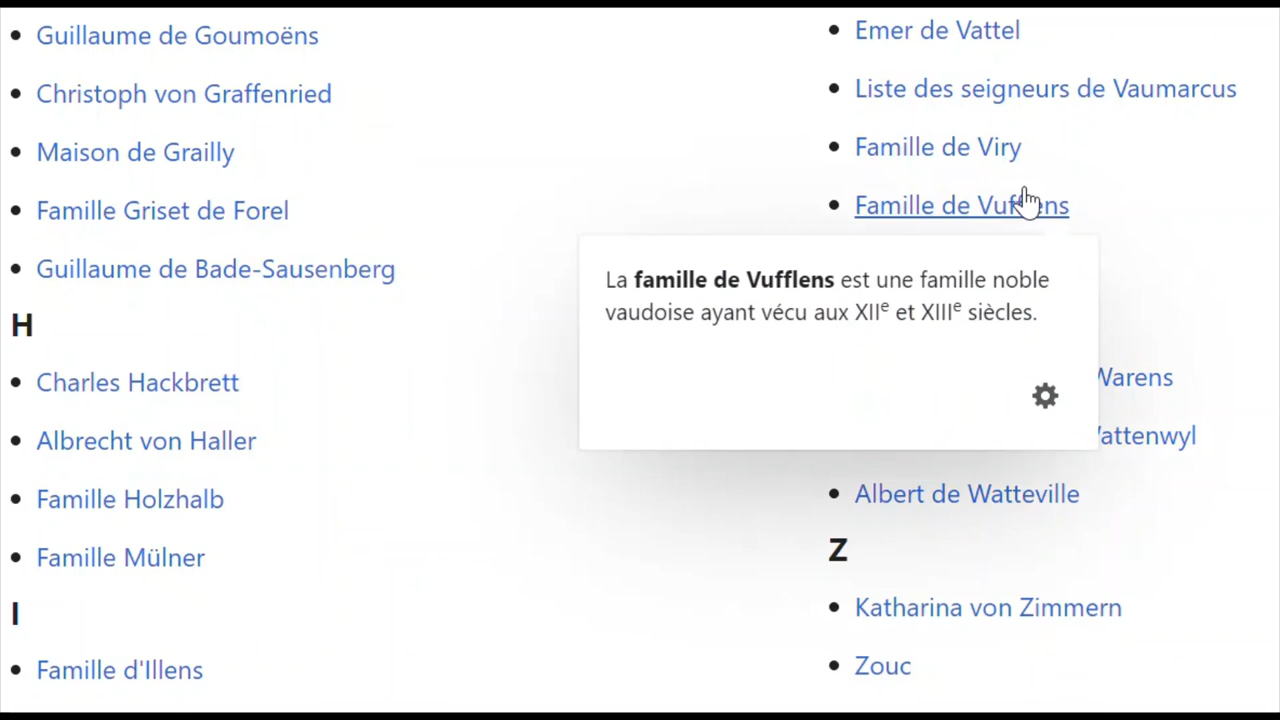 Guillaume de Goumoëns
Christoph von Graffenried
Maison de Grailly
Famille Griset de Forel
Guillaume de Bade-Sausenberg
H
Charles Hackbrett
Albrecht von Haller
Famille Holzhalb
Famille Mülner
I
Famille d'Illens
Emer de Vattel
Liste des seigneurs de Vaumarcus
Famille de Viry
Famille de Vufflens
La famille de Vufflens est une famille noble
vaudoise ayant vécu aux XIIe et XIIIe siècles.
Warens
Vattenwyl
Albert de Watteville
Z
Katharina von Zimmern
Zouc